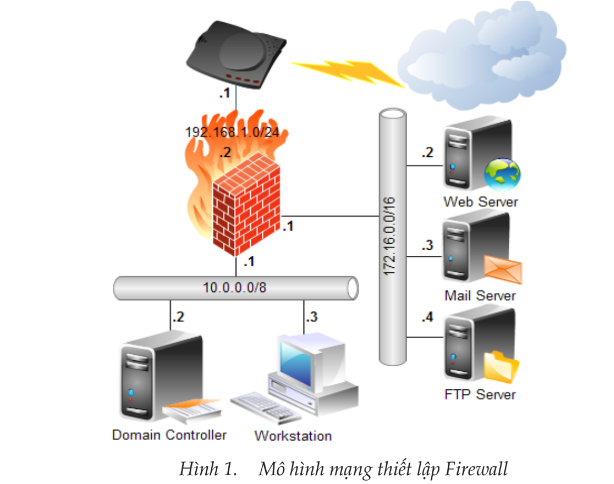 .1
192.168.1.0/24
.2
.1
.1
10.0.0.0/8
.2
.3
Domain Controller
Workstation
172.16.0.0/16
.2
Web Server
.3
Mail Server
.4
FTP Server
Hình 1. Mô hình mạng thiết lập Firewall